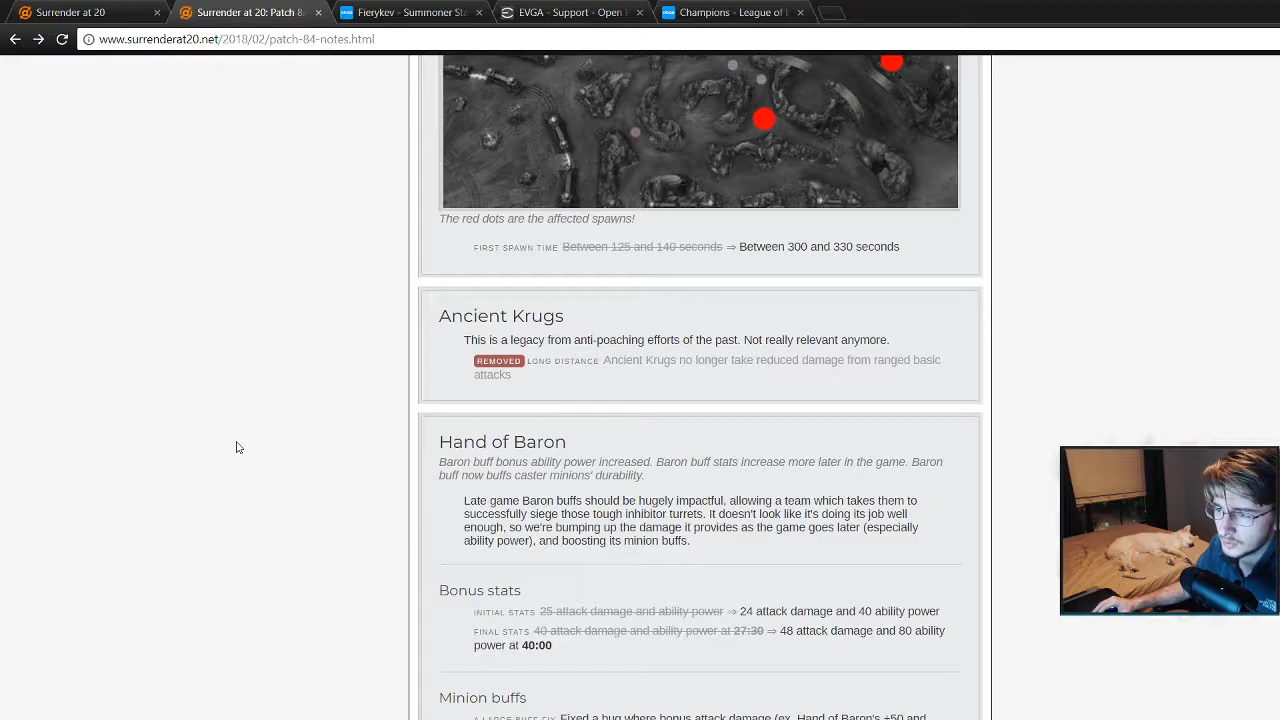 Surrender at 20
Surrender at 20: Patch 8.
Fierykev - Summoner Sta
EVGA - Support - Open
Champions - League of L
www.surrenderat20.net/2018/02/patch-84-notes.html
The red dots are the affected spawns!
FIRST SPAWN TIME Between 125 and 140 seconds ⇒ Between 300 and 330 seconds
Ancient Krugs
This is a legacy from anti-poaching efforts of the past. Not really relevant anymore.
REMOVED LONG DISTANCE Ancient Krugs no longer take reduced damage from ranged basic
attacks
Hand of Baron
Baron buff bonus ability power increased. Baron buff stats increase more later in the game. Baron
buff now buffs caster minions' durability.
Late game Baron buffs should be hugely impactful, allowing a team which takes them to
successfully siege those tough inhibitor turrets. It doesn't look like it's doing its job well
enough, so we're bumping up the damage it provides as the game goes later (especially
ability power), and boosting its minion buffs.
Bonus stats
INITIAL STATS 25 attack damage and ability power ⇒ 24 attack damage and 40 ability power
FINAL STATS 40 attack damage and ability power at 27:30 ⇒ 48 attack damage and 80 ability
power at 40:00
Minion buffs
A LARGE BUFF FIX Fixed a bug where bonus attack damage (ex. Hand of Baron's +50 and